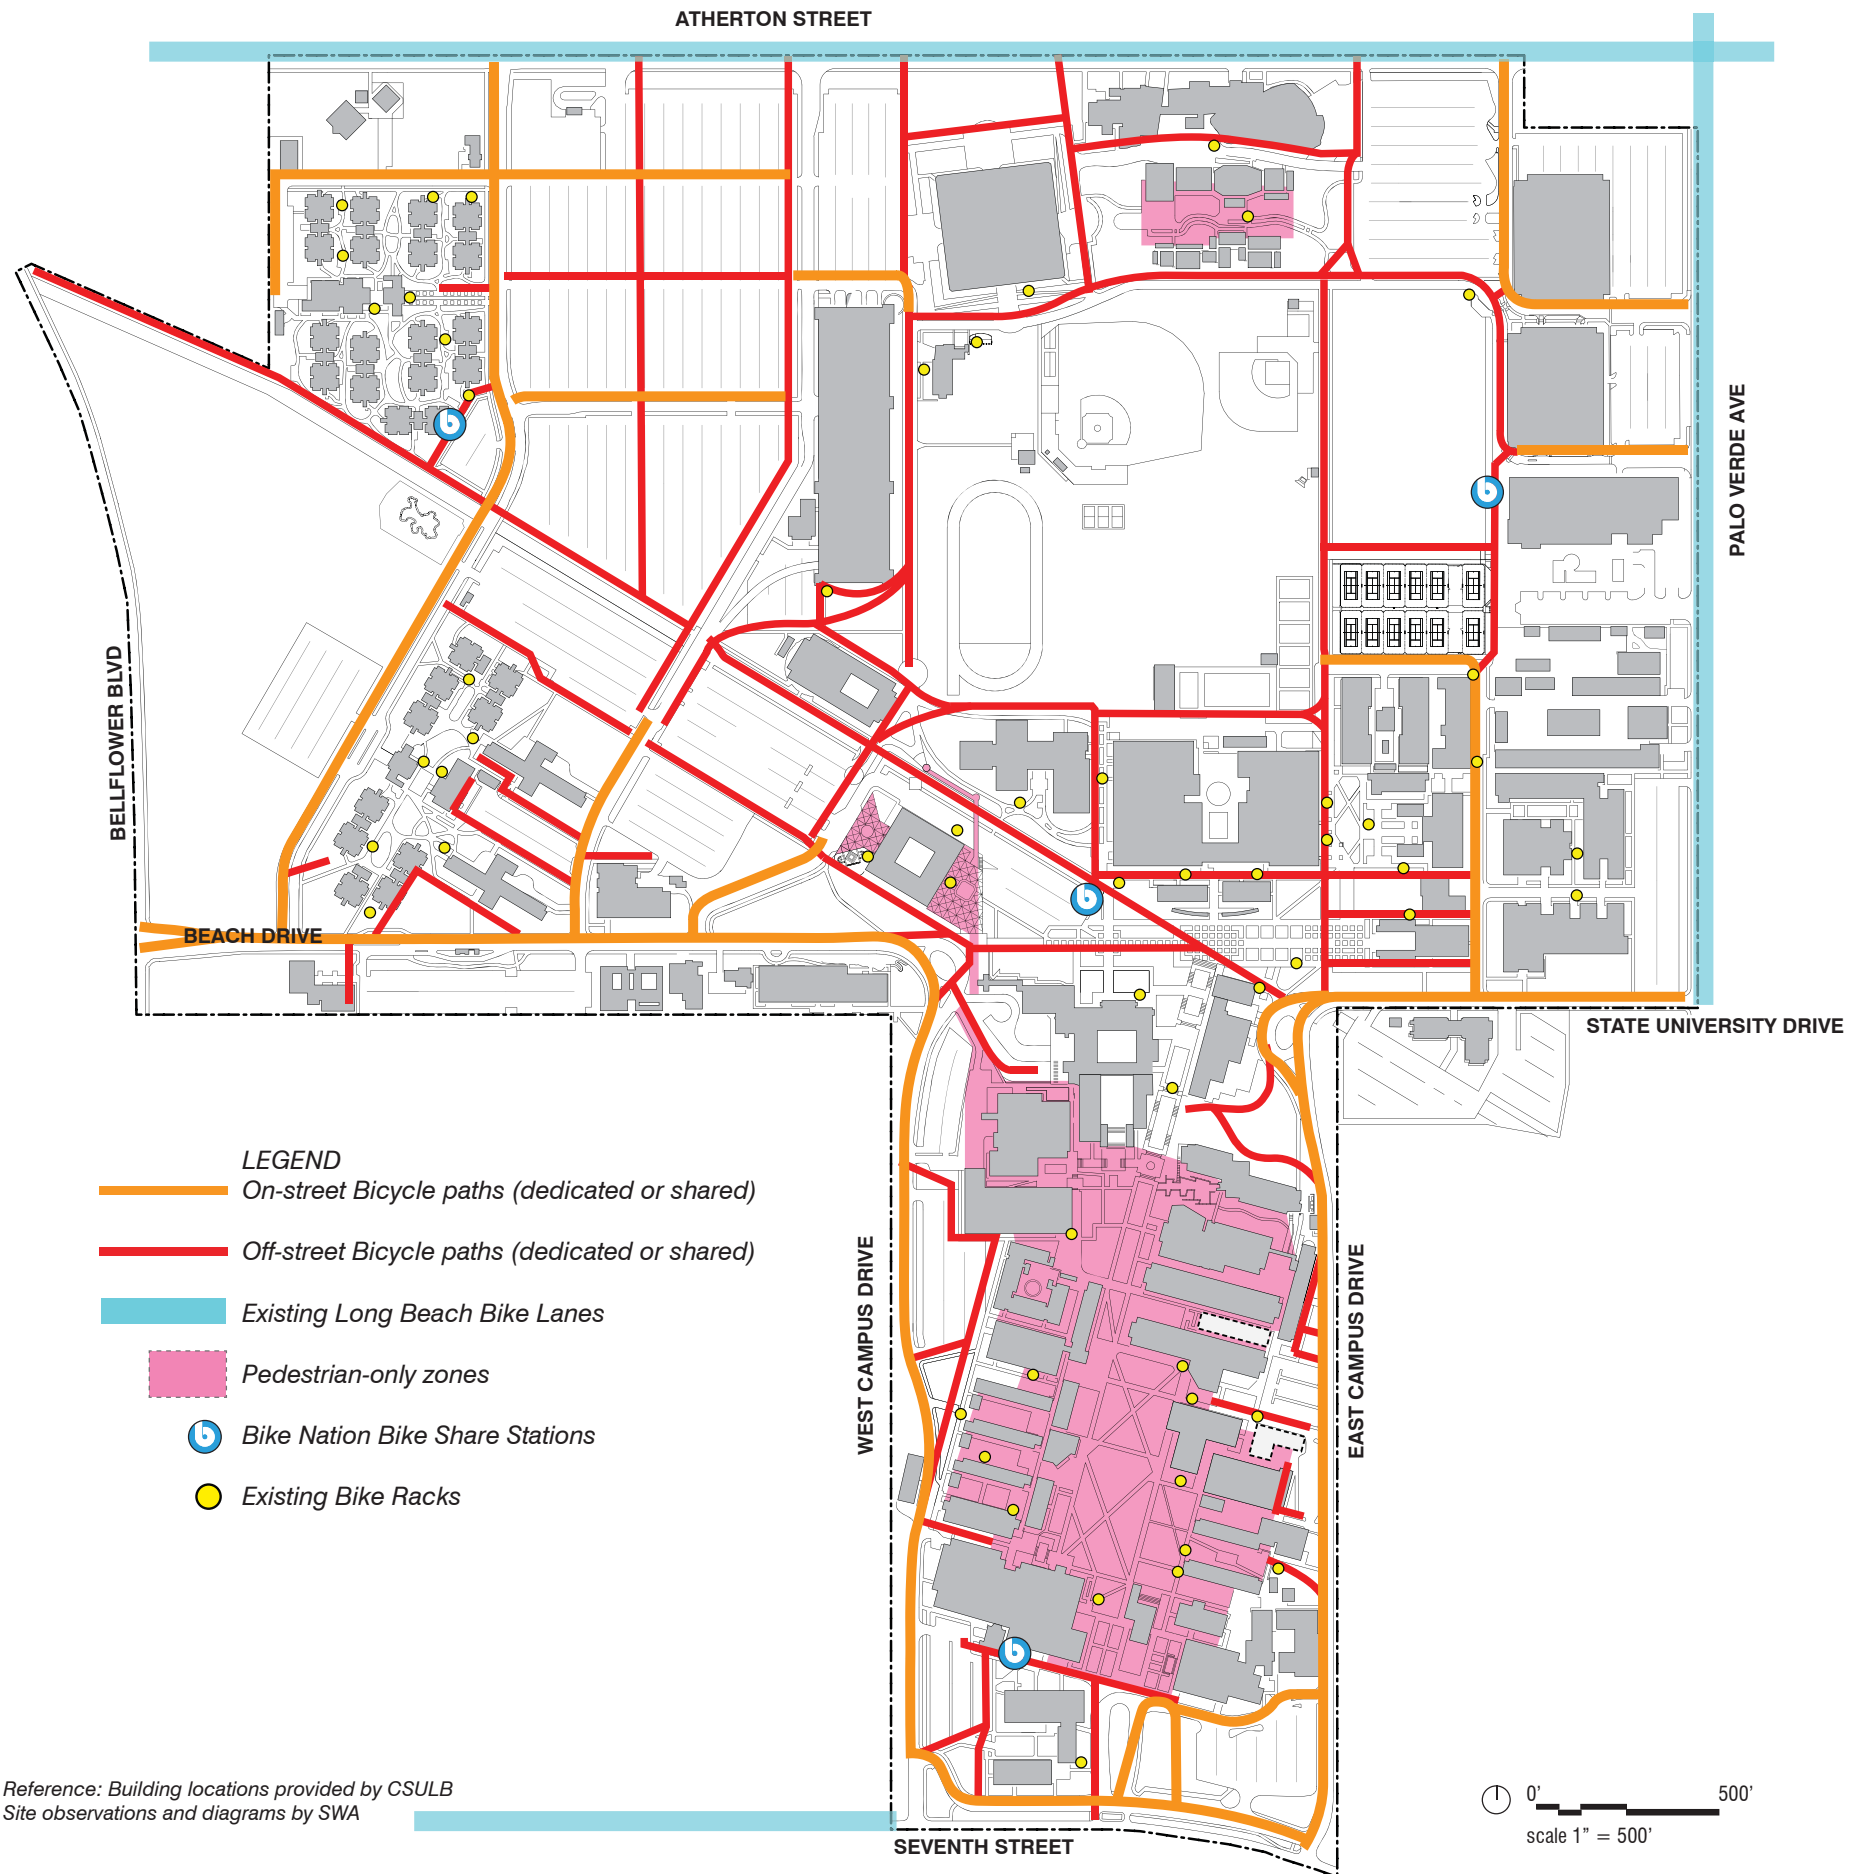 ATHERTON STREET
PALO VERDE AVE
BELLFLOWER BLVD
BEACH DRIVE
STATE UNIVERSITY DRIVE
LEGEND
On-street Bicycle paths (dedicated or shared)
Off-street Bicycle paths (dedicated or shared)
Existing Long Beach Bike Lanes
Pedestrian-only zones
Bike Nation Bike Share Stations
Existing Bike Racks
WEST CAMPUS DRIVE
EAST CAMPUS DRIVE
Reference: Building locations provided by CSULB
Site observations and diagrams by SWA
SEVENTH STREET
0' 500'
scale 1" = 500'